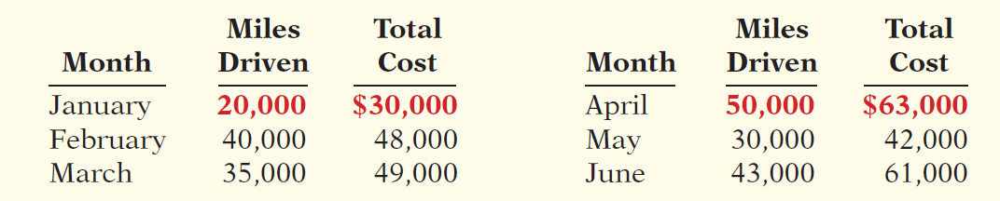 Miles Total Miles Total
Month Driven Cost Month Driven Cost
January 20,000 $30,000 April 50,000 $63,000
February 40,000 48,000 May 30,000 42,000
March 35,000 49,000 June 43,000 61,000